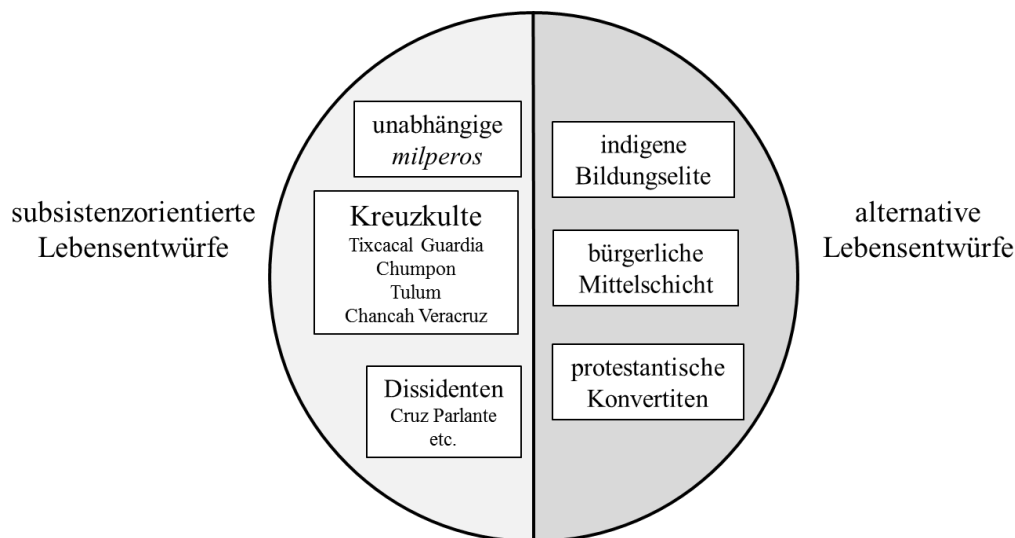 subsistenzorientierte
Lebensentwürfe
unabhängige
milperos
Kreuzkulte
Tixcacal Guardia
Chumpon
Tulum
Chancah Veracruz
Dissidenten
Cruz Parlante
etc.
indigene
Bildungselite
bürgerliche
Mittelschicht
protestantische
Konvertiten
alternative
Lebensentwürfe